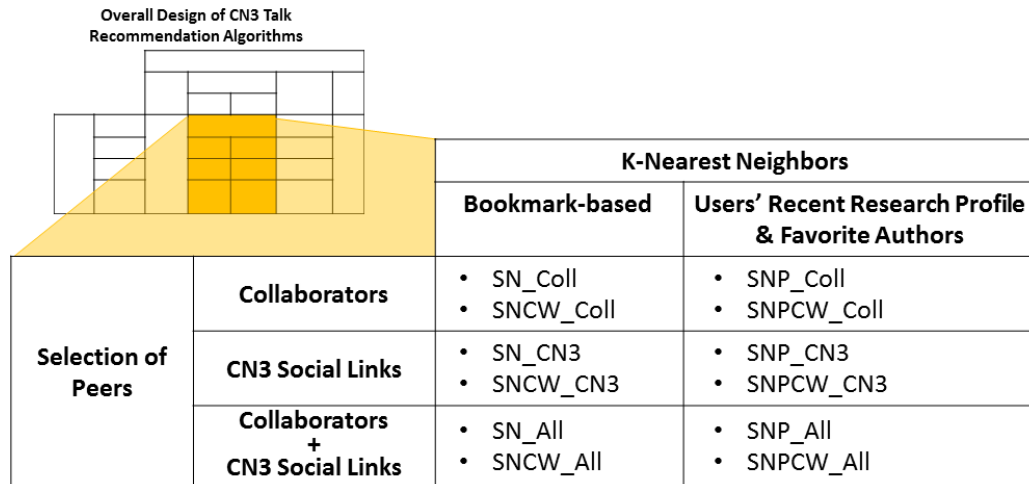 Overall Design of CN3 Talk
Recommendation Algorithms
K-Nearest Neighbors
Bookmark-based
Users' Recent Research Profile
& Favorite Authors
Selection of
Peers
Collaborators
• SN_Coll
• SNCW_Coll
• SNP_Coll
• SNPCW_Coll
CN3 Social Links
• SN_CN3
• SNCW_CN3
• SNP_CN3
• SNPCW_CN3
Collaborators
+
CN3 Social Links
• SN_All
• SNCW_All
• SNP_All
• SNPCW_All